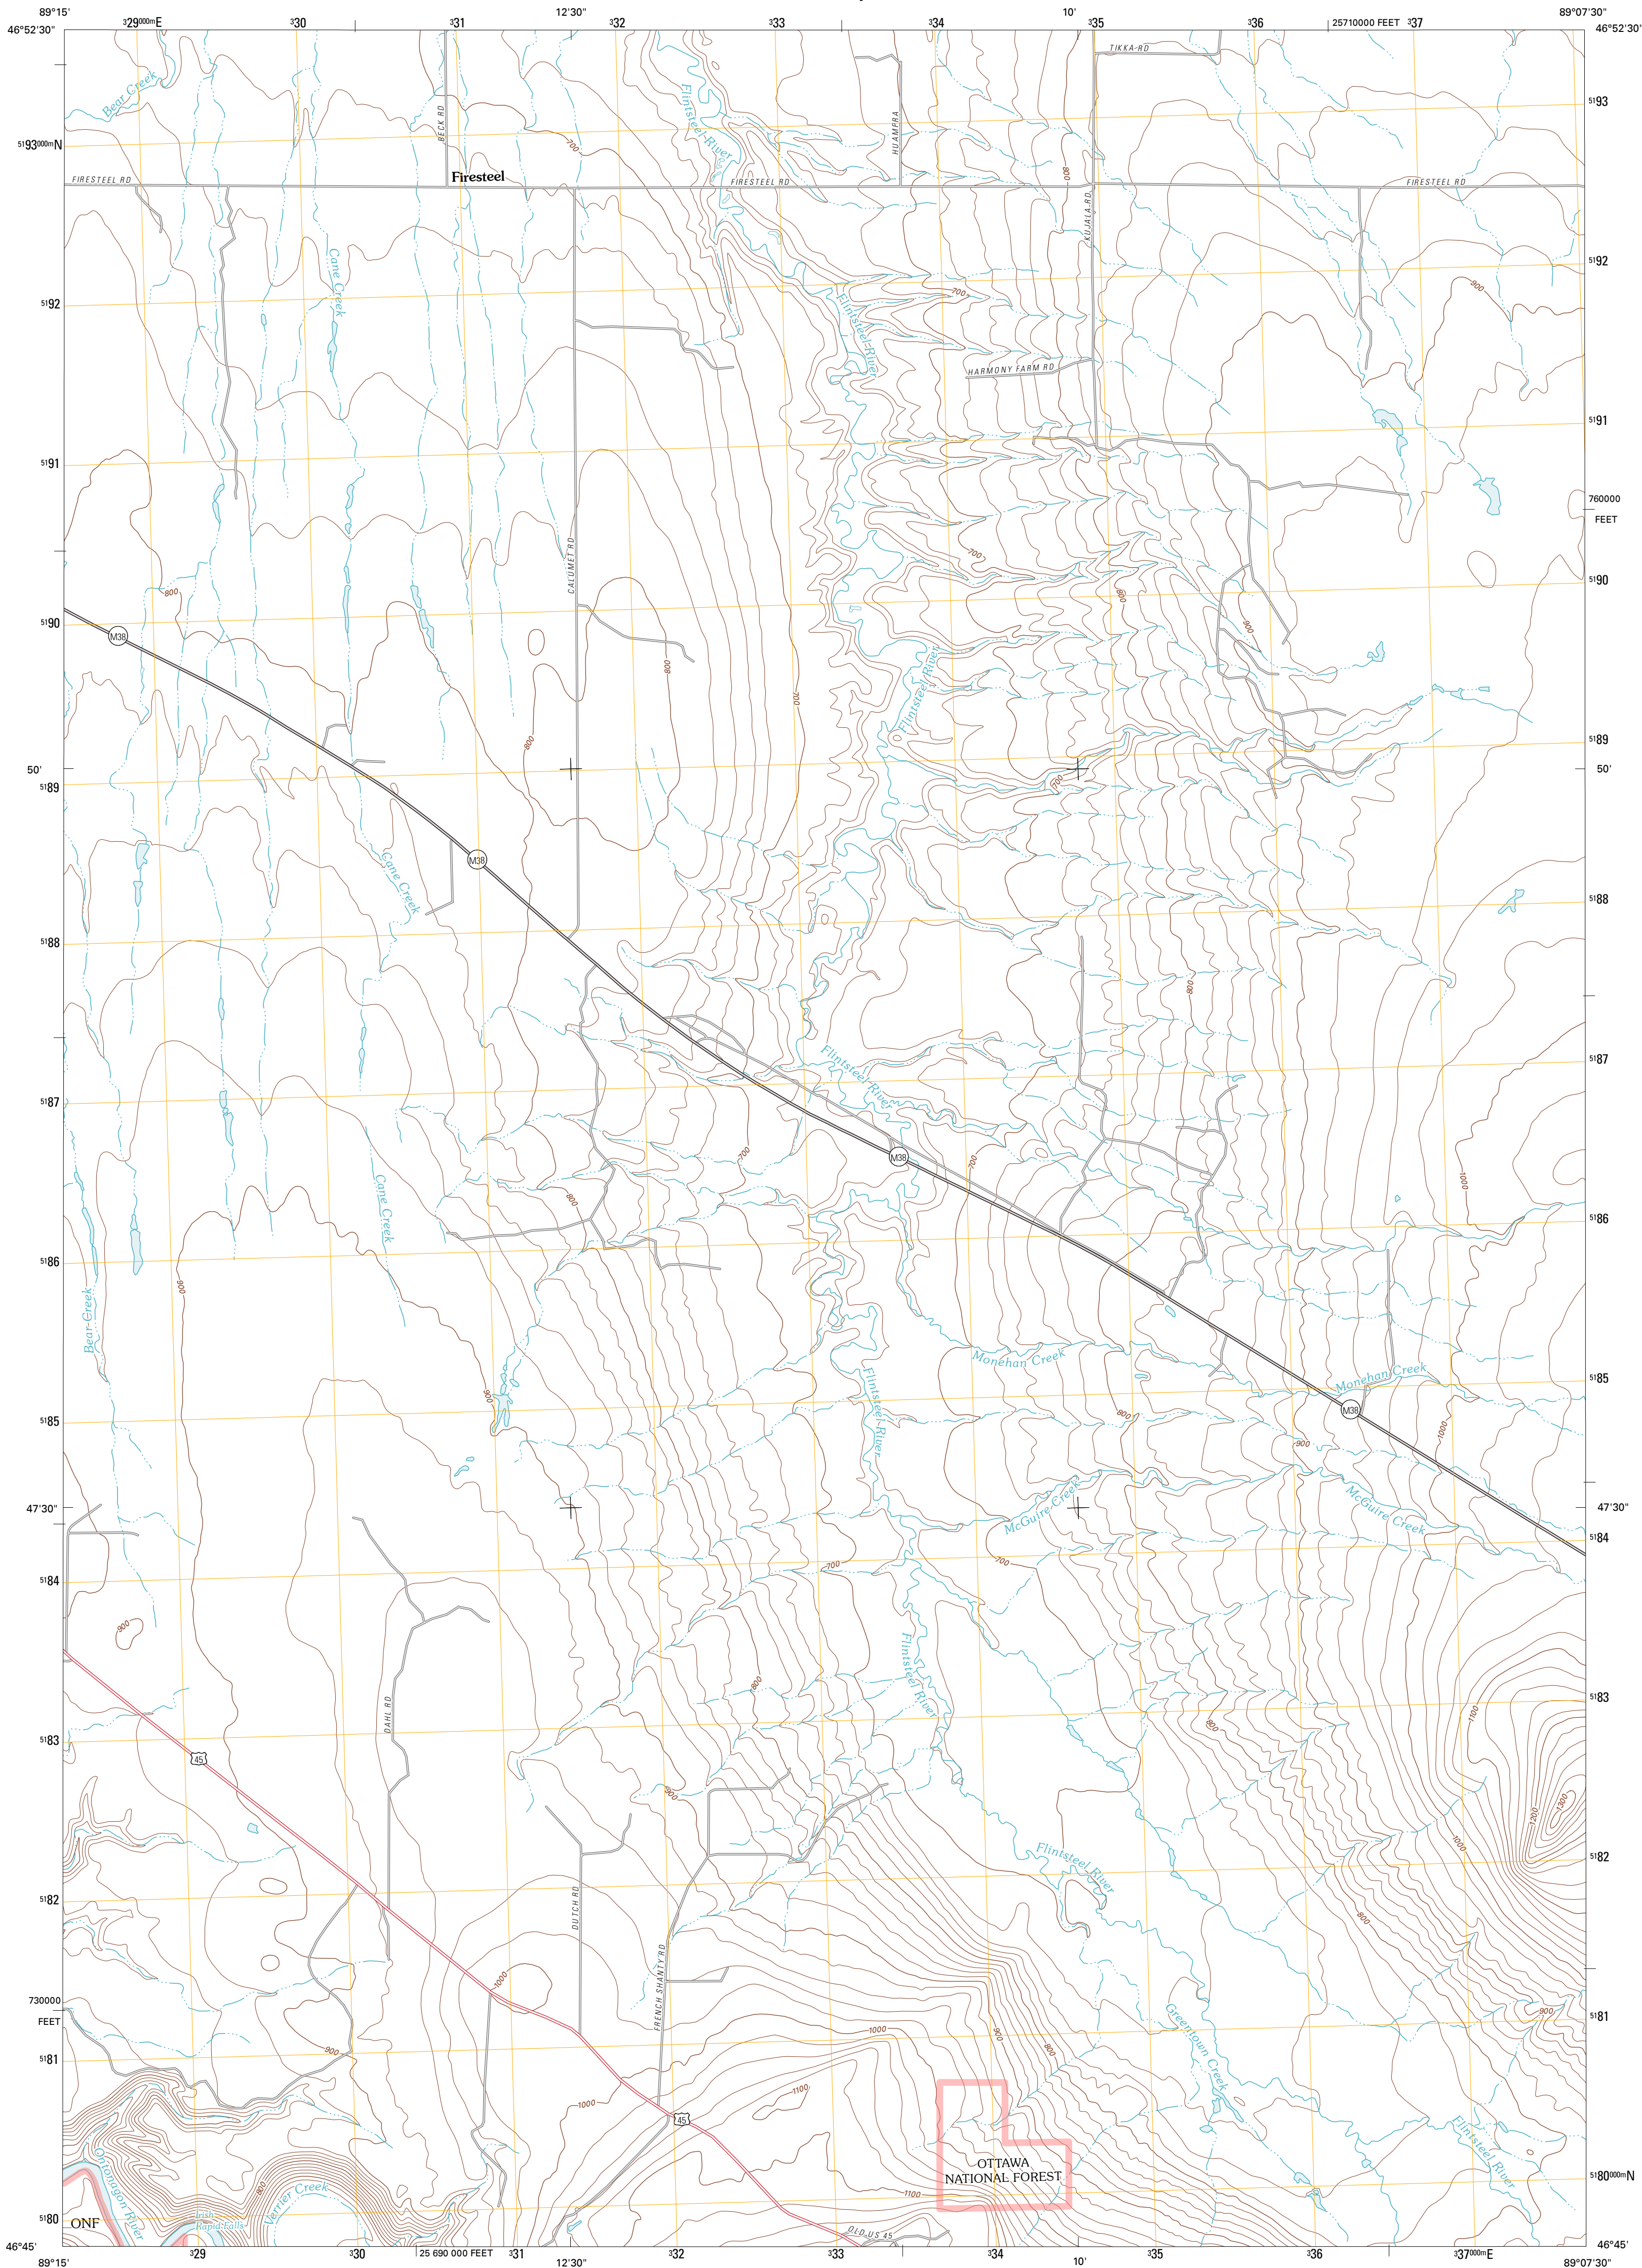 89°15'
³30⁰⁰⁰ᵐE
³30
³31
12'30"
³32
³33
³34
10'
³35
³36
25710000 FEET
³37
89°07'30"
46°52'30"
46°52'30"
TIKKA RD
Bear Creek
BECK RD
Flintsteel River
HUAMPRA
⁵¹93
⁵¹93⁰⁰⁰ᵐN
700
800
FIRESTEEL RD
Firesteel
FIRESTEEL RD
FIRESTEEL RD
KUJALA RD
Cane Creek
⁵¹92
⁵¹92
900
700
Flintsteel River
HARMONY FARM RD
⁵¹91
⁵¹91
760000
FEET
CALUMET RD
700
⁵¹90
800
800
⁵¹90
M38
900
800
700
Flintsteel River
800
⁵¹89
50'
50'
⁵¹89
700
M38
Cane Creek
⁵¹88
⁵¹88
800
Flintsteel River
⁵¹87
⁵¹87
700
M38
700
1000
Cane Creek
800
⁵¹86
⁵¹86
900
Bear Creek
Monehan Creek
Monehan Creek
⁵¹85
900
Flintsteel River
M38
800
⁵¹85
1000
900
McGuire Creek
McGuire Creek
47'30"
47'30"
⁵¹84
700
700
⁵¹84
900
Flintsteel River
800
⁵¹83
DAHL RD
1100
800
⁵¹83
45
900
1300
1200
1000
⁵¹82
Flintsteel River
⁵¹82
DUTCH RD
800
FRENCH SHANTY RD
1000
730000
FEET
900
⁵¹81
1000
900
800
Greentown Creek
900
⁵¹81
1100
1000
45
Flintsteel River
OTTAWA
NATIONAL FOREST
⁵¹80⁰⁰⁰ᵐN
Ontonagon River
800
Verrier Creek
1100
Irish
Rapid Falls
⁵¹80
ONF
OLD US 45
46°45'
46°45'
89°15'
³29
³30
25 690 000 FEET
³31
12'30"
³32
³33
³34
10'
³35
³36
³37⁰⁰⁰ᵐE
89°07'30"